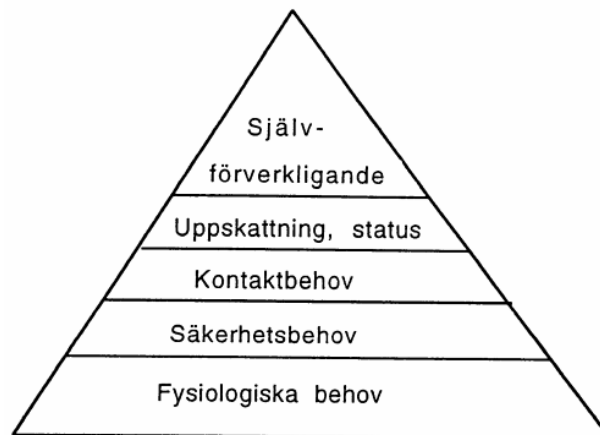 Själv-
förverkligande
Uppskattning, status
Kontaktbehov
Säkerhetsbehov
Fysiologiska behov